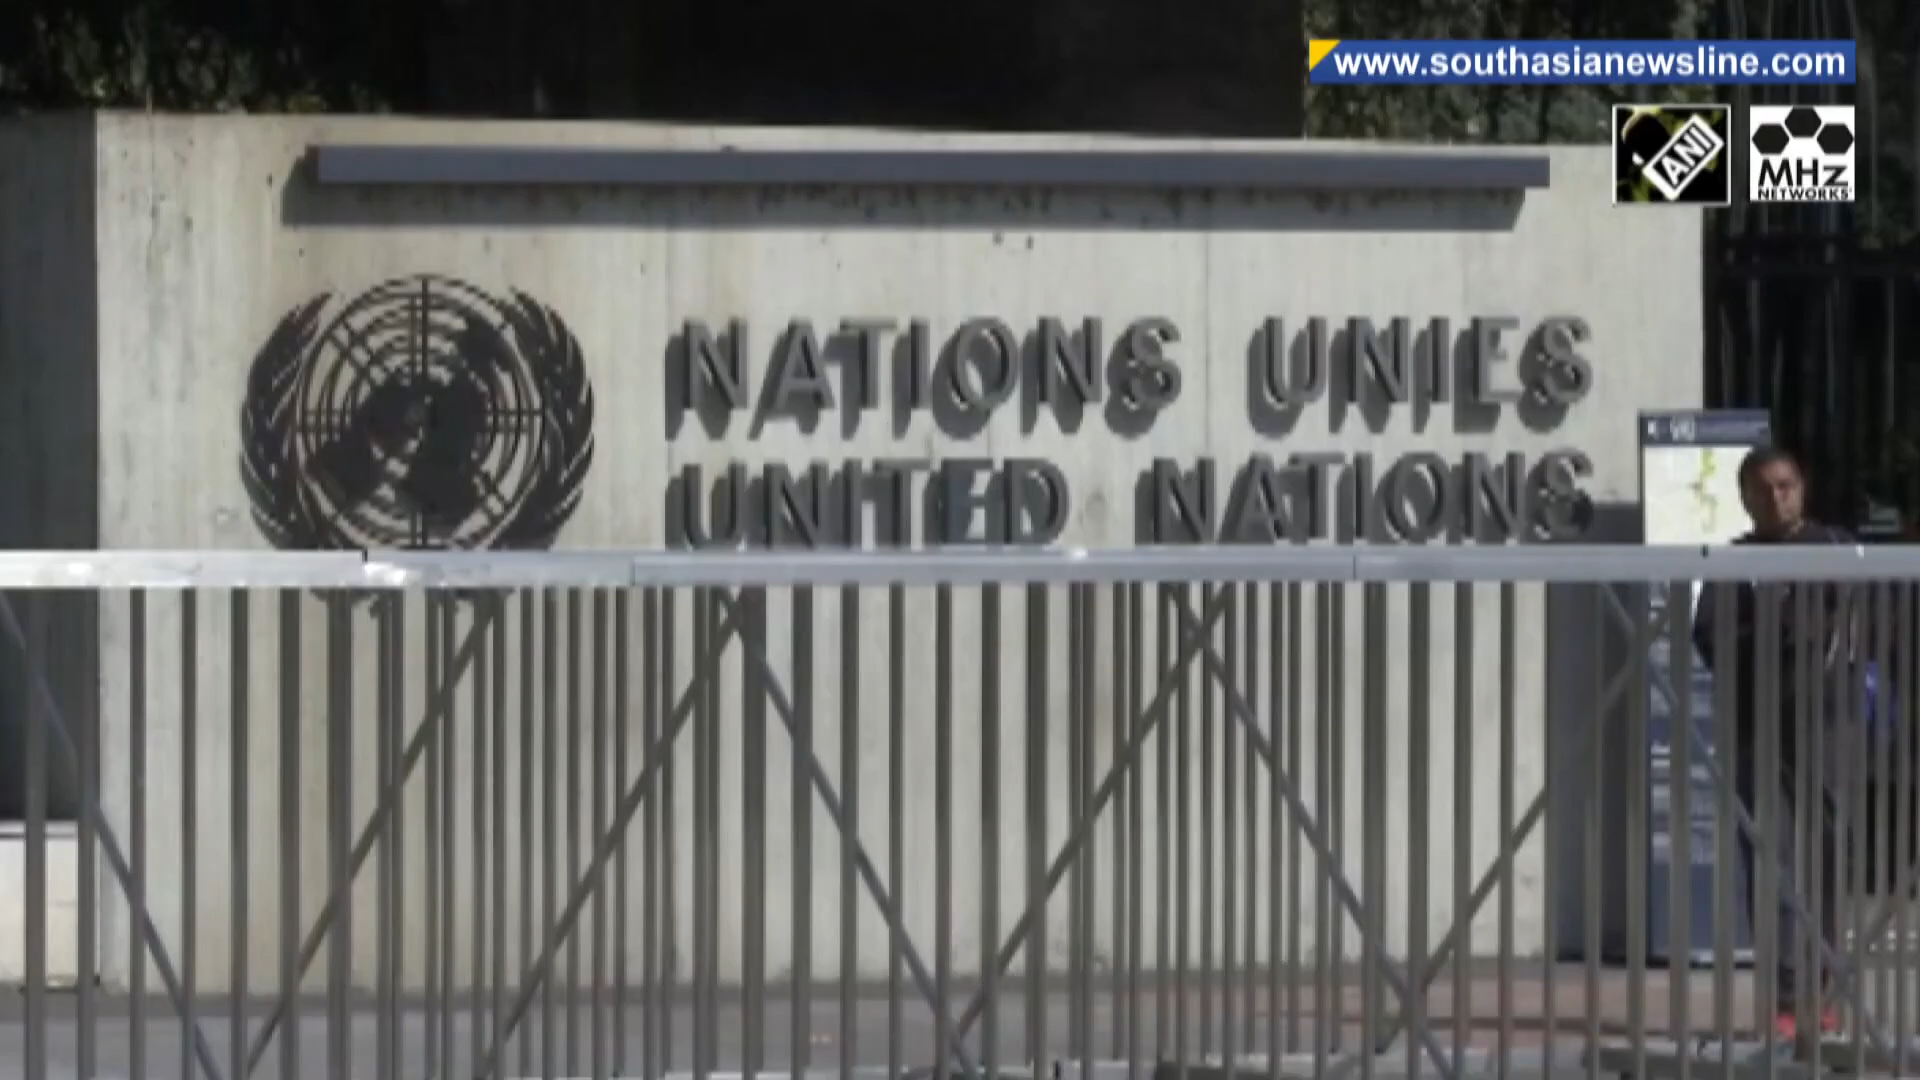 www.southasianewsline.com
ANI
MHz
NETWORKS
NATIONS UNIES
UNITED NATIONS